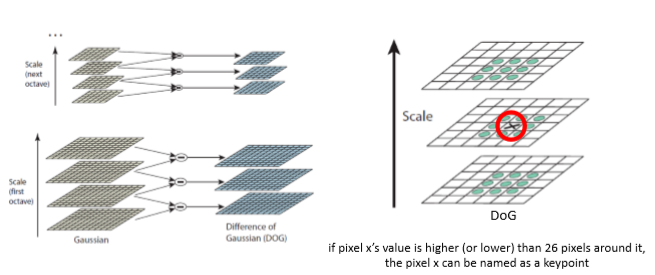 ...
Scale
(next
octave)
Scale
(first
octave)
Gaussian
Difference of
Gaussian (DOG)
Scale
x
DoG
if pixel x's value is higher (or lower) than 26 pixels around it,
the pixel x can be named as a keypoint